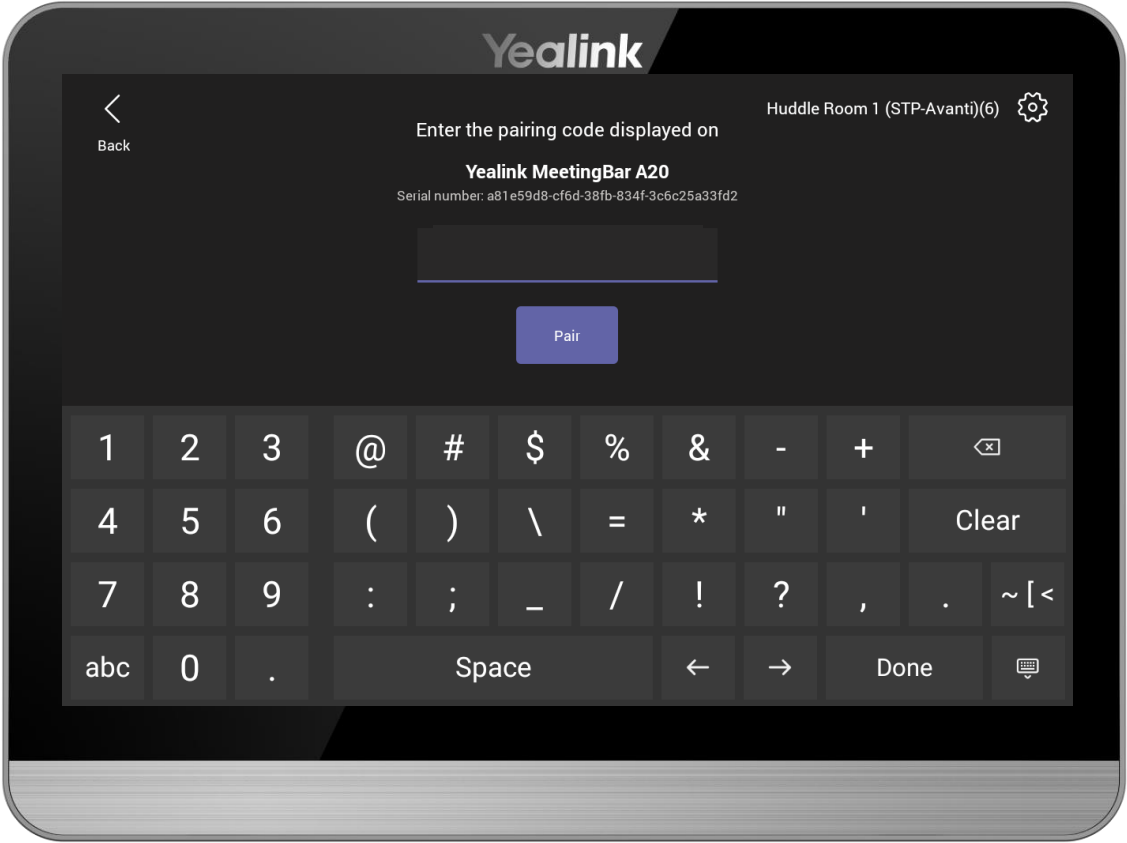 Yealink
Back
Huddle Room 1 (STP-Avanti)(6)
Enter the pairing code displayed on
Yealink MeetingBar A20
Serial number: a81e59d8-cf6d-38fb-834f-3c6c25a33fd2
Pair
1 2 3 @ # $ % & - +
4 5 6 ( ) \ = * " ' Clear
7 8 9 : ; _ / ! ? , . ~ [ <
abc 0 . Space ← → Done